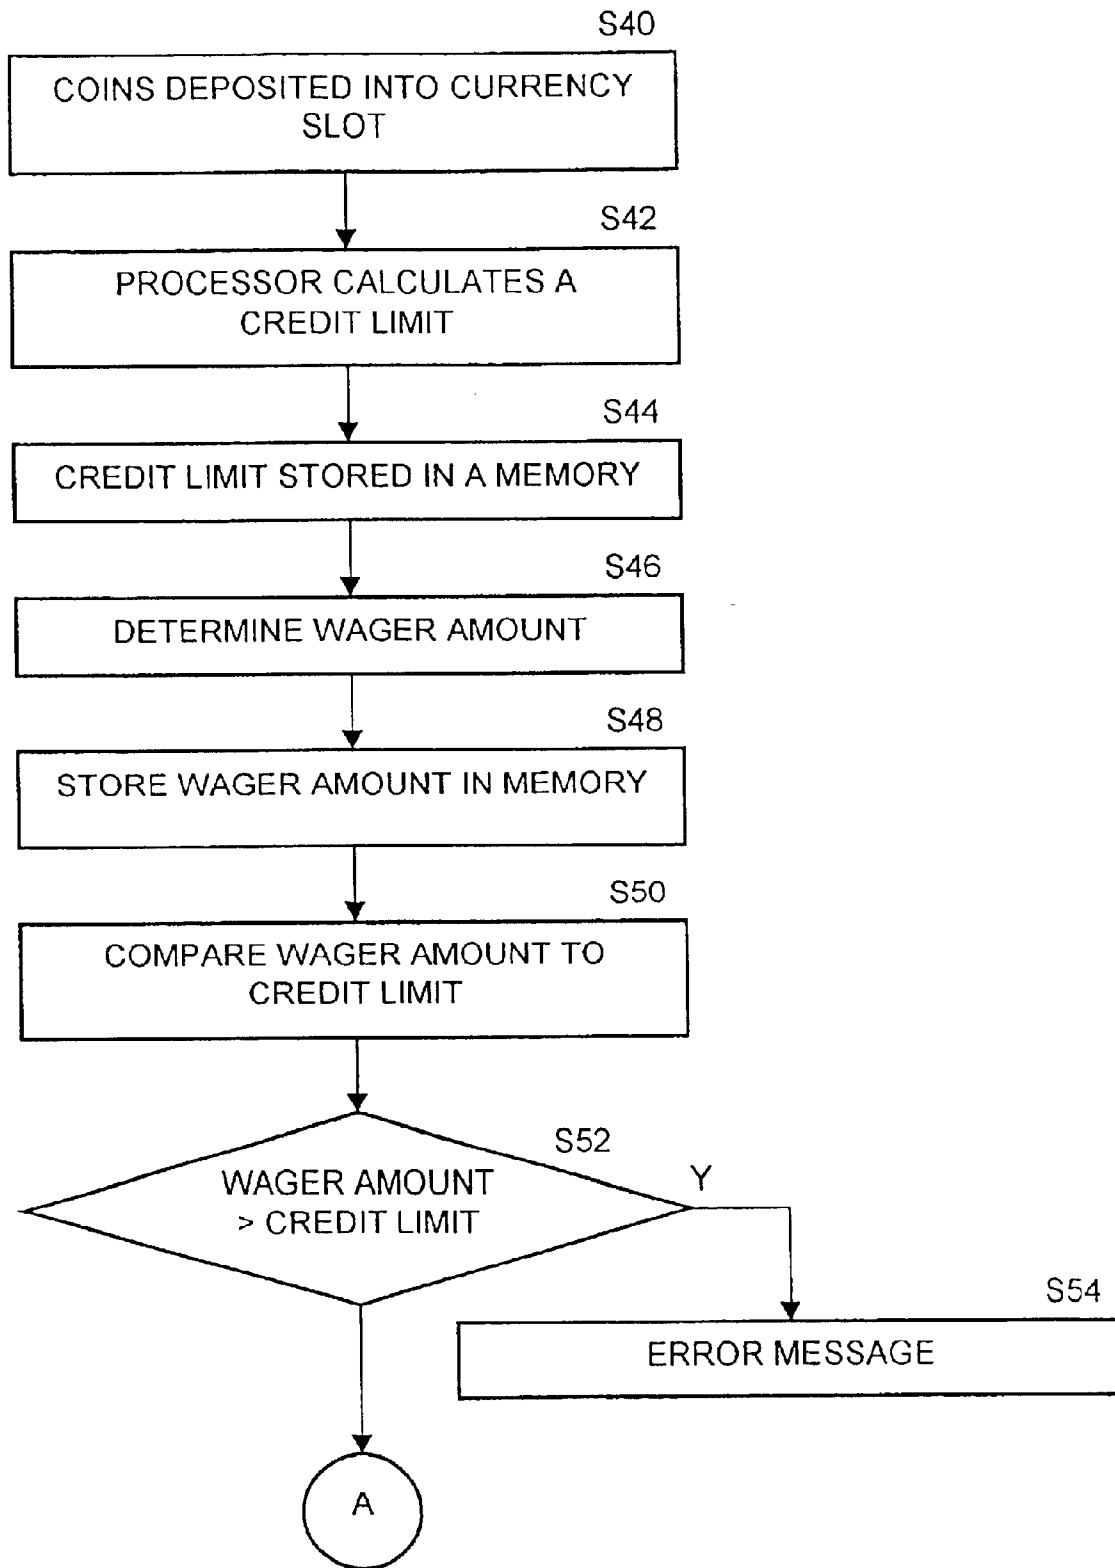 S40
COINS DEPOSITED INTO CURRENCY
SLOT
S42
PROCESSOR CALCULATES A
CREDIT LIMIT
S44
CREDIT LIMIT STORED IN A MEMORY
S46
DETERMINE WAGER AMOUNT
S48
STORE WAGER AMOUNT IN MEMORY
S50
COMPARE WAGER AMOUNT TO
CREDIT LIMIT
S52
WAGER AMOUNT
> CREDIT LIMIT
Y
S54
ERROR MESSAGE
A